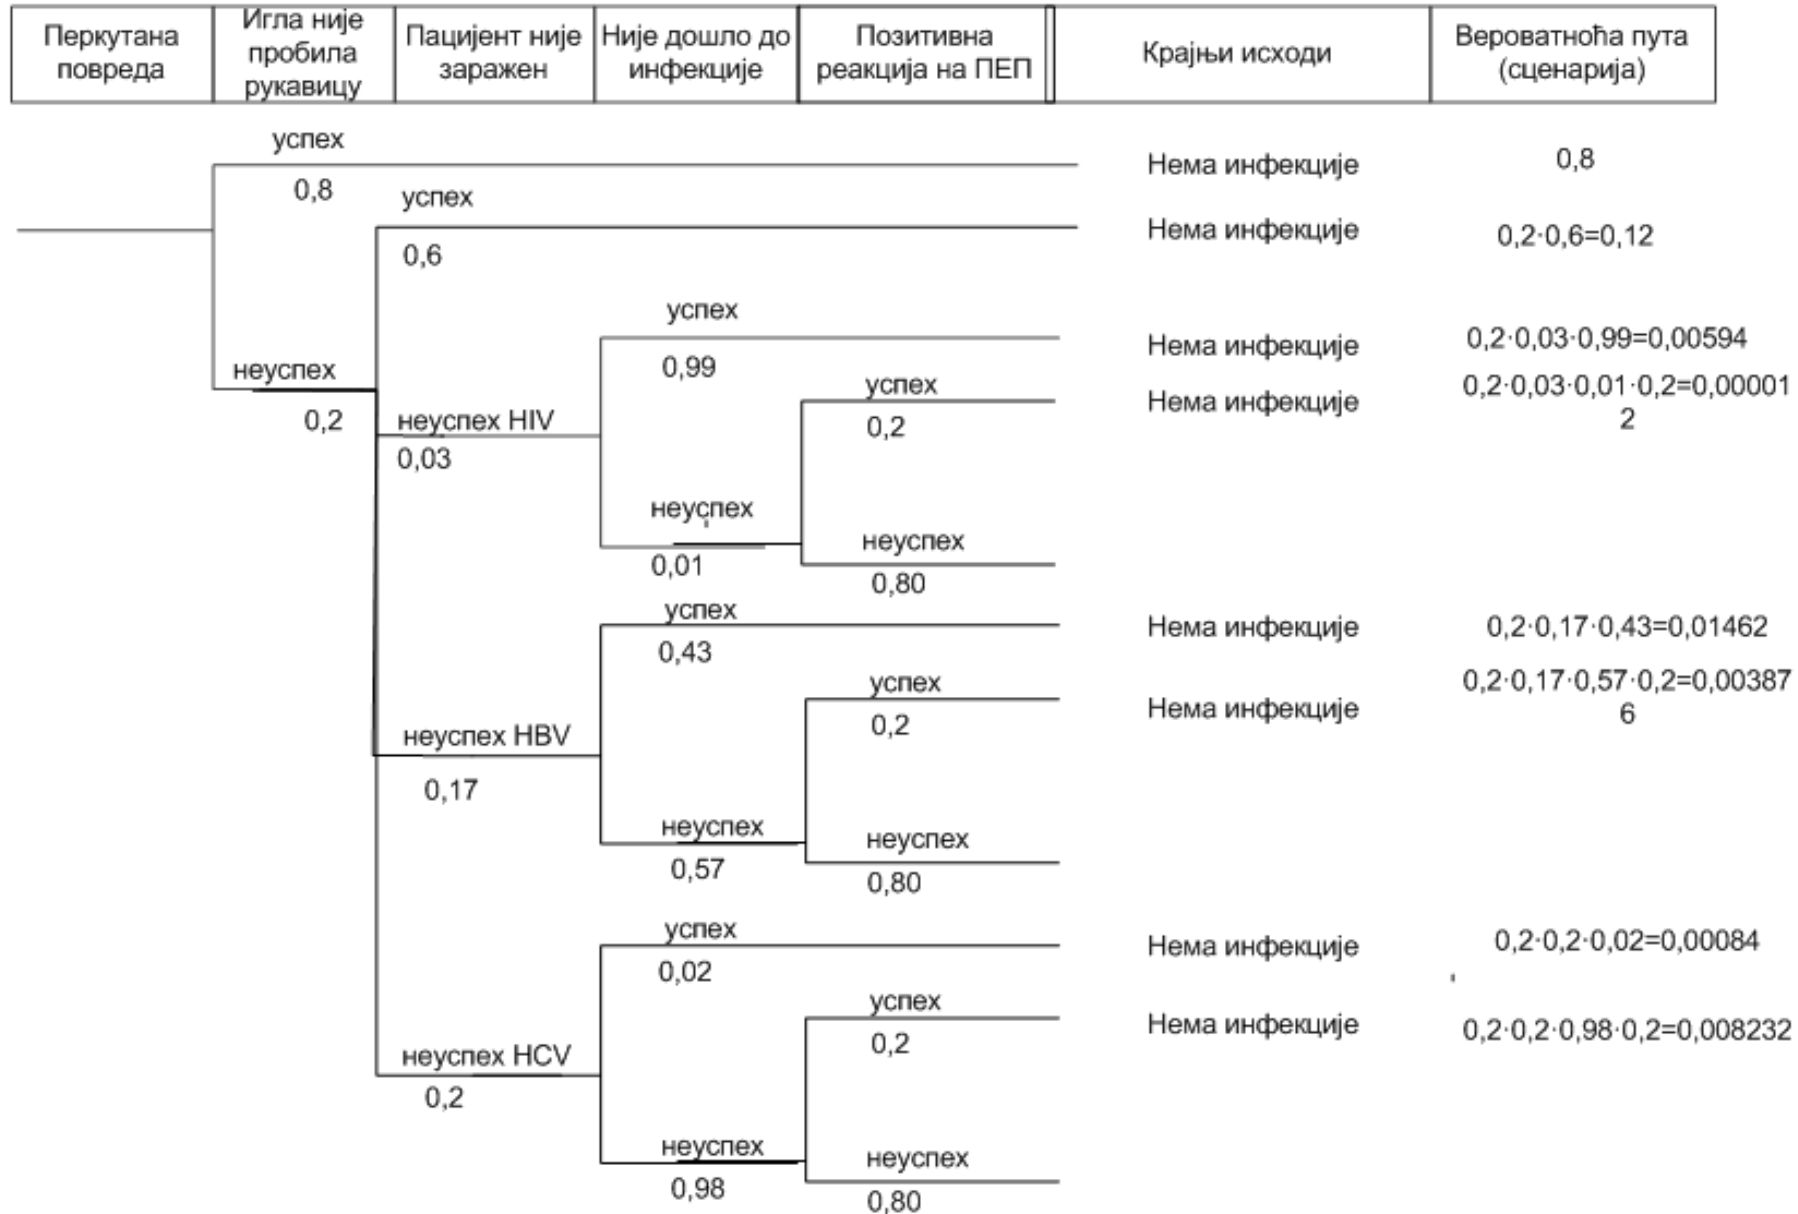 Перкутана
повреда
Игла није
пробила
рукавицу
Пацијент није
заражен
Није дошло до
инфекције
Позитивна
реакција на ПЕП
Крајњи исходи
Вероватноћа пута
(сценарија)
успех
0,8
Нема инфекције
0,8
успех
0,6
Нема инфекције
0,2·0,6=0,12
успех
0,99
Нема инфекције
0,2·0,03·0,99=0,00594
неуспех
0,2
неуспех HIV
0,03
успех
0,2
Нема инфекције
0,2·0,03·0,01·0,2=0,00001
2
неуспех
0,01
неуспех
0,80
успех
0,43
Нема инфекције
0,2·0,17·0,43=0,01462
успех
0,2
Нема инфекције
0,2·0,17·0,57·0,2=0,00387
6
неуспех HBV
0,17
неуспех
0,57
неуспех
0,80
успех
0,02
Нема инфекције
0,2·0,2·0,02=0,00084
успех
0,2
Нема инфекције
0,2·0,2·0,98·0,2=0,008232
неуспех HCV
0,2
неуспех
0,98
неуспех
0,80